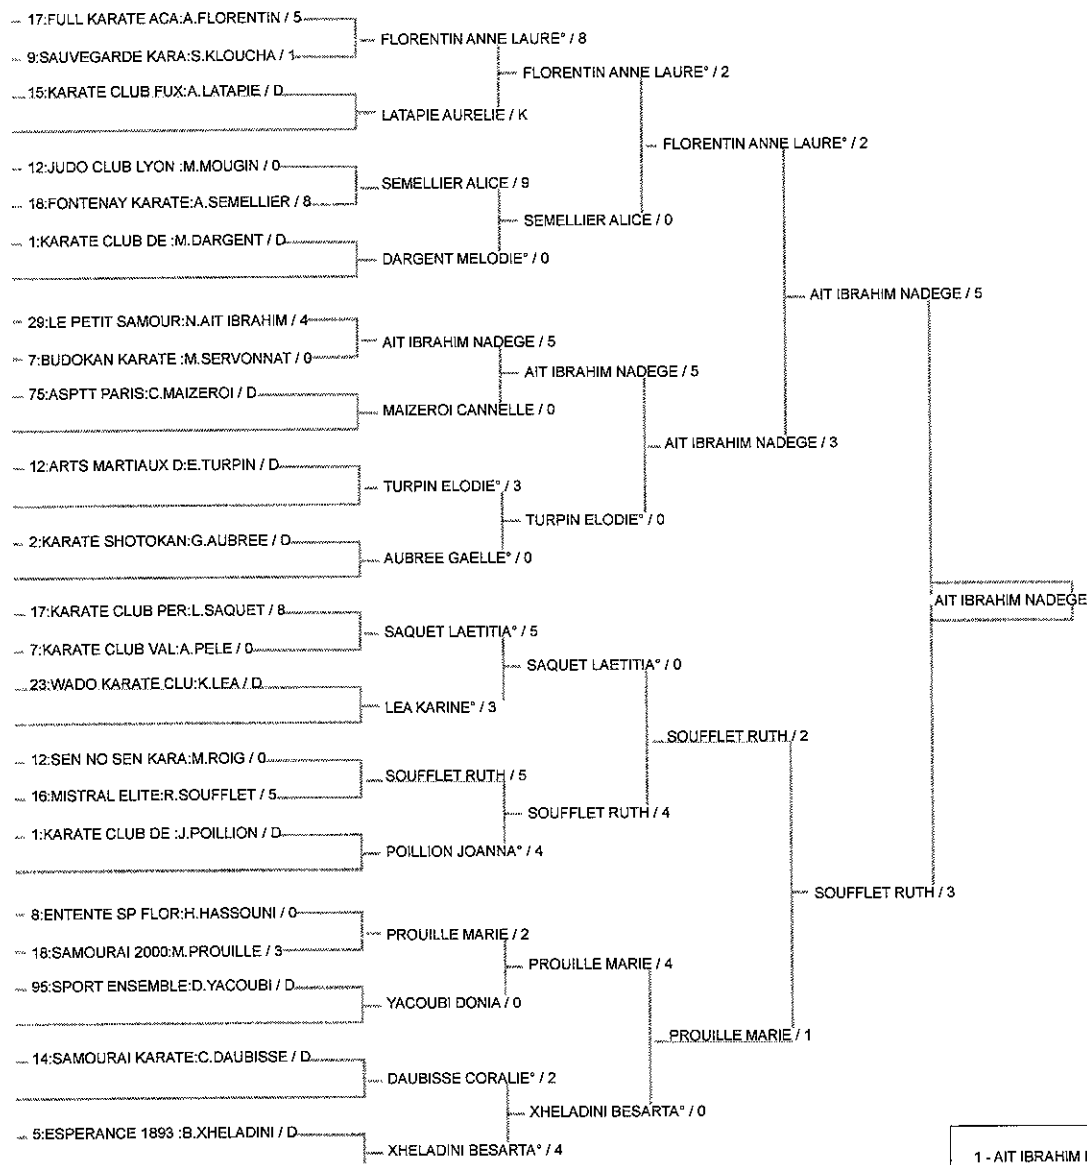 17:FULL KARATE ACA:A.FLORENTIN / 5
FLORENTIN ANNE LAURE° / 8
9:SAUVEGARDE KARA:S.KLOUCHA / 1
FLORENTIN ANNE LAURE° / 2
15:KARATE CLUB FUX:A.LATAPIE / D
LATAPIE AURELIE / K
FLORENTIN ANNE LAURE° / 2
12:JUDO CLUB LYON :M.MOUGIN / 0
SEMELLIER ALICE / 9
18:FONTENAY KARATE:A.SEMELLIER / 8
SEMELLIER ALICE / 0
1:KARATE CLUB DE :M.DARGENT / D
DARGENT MELODIE° / 0
AIT IBRAHIM NADEGE / 5
29:LE PETIT SAMOUR:N.AIT IBRAHIM / 4
AIT IBRAHIM NADEGE / 5
7:BUDOKAN KARATE :M.SERVONNAT / 0
AIT IBRAHIM NADEGE / 5
75:ASPTT PARIS:C.MAIZEROI / D
MAIZEROI CANNELLE / 0
AIT IBRAHIM NADEGE / 3
12:ARTS MARTIAUX D:E.TURPIN / D
TURPIN ELODIE° / 3
TURPIN ELODIE° / 0
2:KARATE SHOTOKAN:G.AUBREE / D
AUBREE GAELLE° / 0
AIT IBRAHIM NADEGE
17:KARATE CLUB PER:L.SAQUET / 8
SAQUET LAETITIA° / 5
7:KARATE CLUB VAL:A.PELE / 0
SAQUET LAETITIA° / 0
23:WADO KARATE CLU:K.LEA / D
LEA KARINE° / 3
SOUFFLET RUTH / 2
12:SEN NO SEN KARA:M.ROIG / 0
SOUFFLET RUTH / 5
16:MISTRAL ELITE:R.SOUFFLET / 5
SOUFFLET RUTH / 4
1:KARATE CLUB DE :J.POILLION / D
POILLION JOANNA° / 4
SOUFFLET RUTH / 3
8:ENTENTE SP FLOR:H.HASSOUNI / 0
PROUILLE MARIE / 2
18:SAMOURAI 2000:M.PROUILLE / 3
PROUILLE MARIE / 4
95:SPORT ENSEMBLE:D.YACOUBI / D
YACOUBI DONIA / 0
PROUILLE MARIE / 1
14:SAMOURAI KARATE:C.DAUBISSE / D
DAUBISSE CORALIE° / 2
XHELADINI BESARTA° / 0
5:ESPERANCE 1893 :B.XHELADINI / D
XHELADINI BESARTA° / 4
1 - AIT IBRAHIM